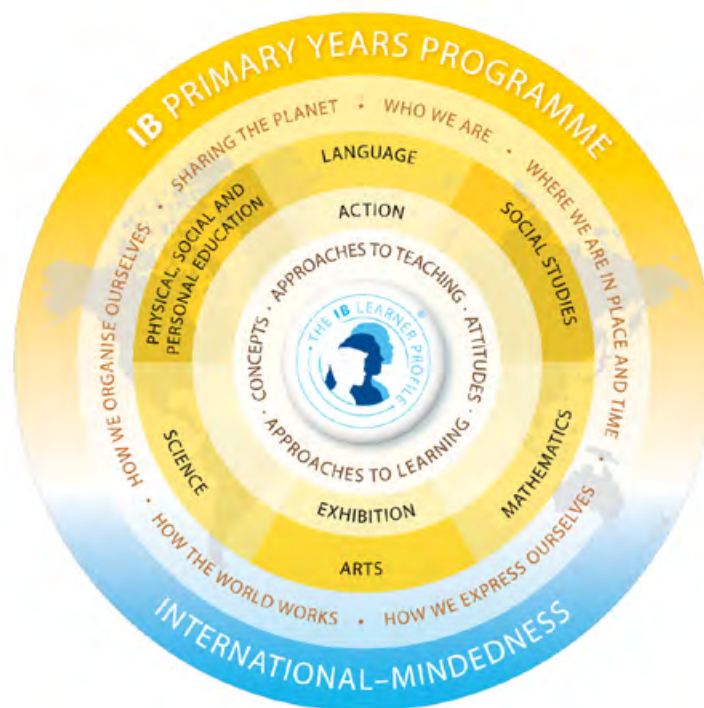 IB PRIMARY YEARS PROGRAMME
SHARING THE PLANET • WHO WE ARE • WHERE WE ARE IN PLACE AND TIME • HOW WE EXPRESS OURSELVES • HOW THE WORLD WORKS • HOW WE ORGANISE OURSELVES •
LANGUAGE
SOCIAL STUDIES
MATHEMATICS
ARTS
SCIENCE
PHYSICAL, SOCIAL AND
PERSONAL EDUCATION
ACTION
EXHIBITION
APPROACHES TO TEACHING · ATTITUDES · APPROACHES TO LEARNING · CONCEPTS ·
• THE IB LEARNER PROFILE •
®
INTERNATIONAL–MINDEDNESS